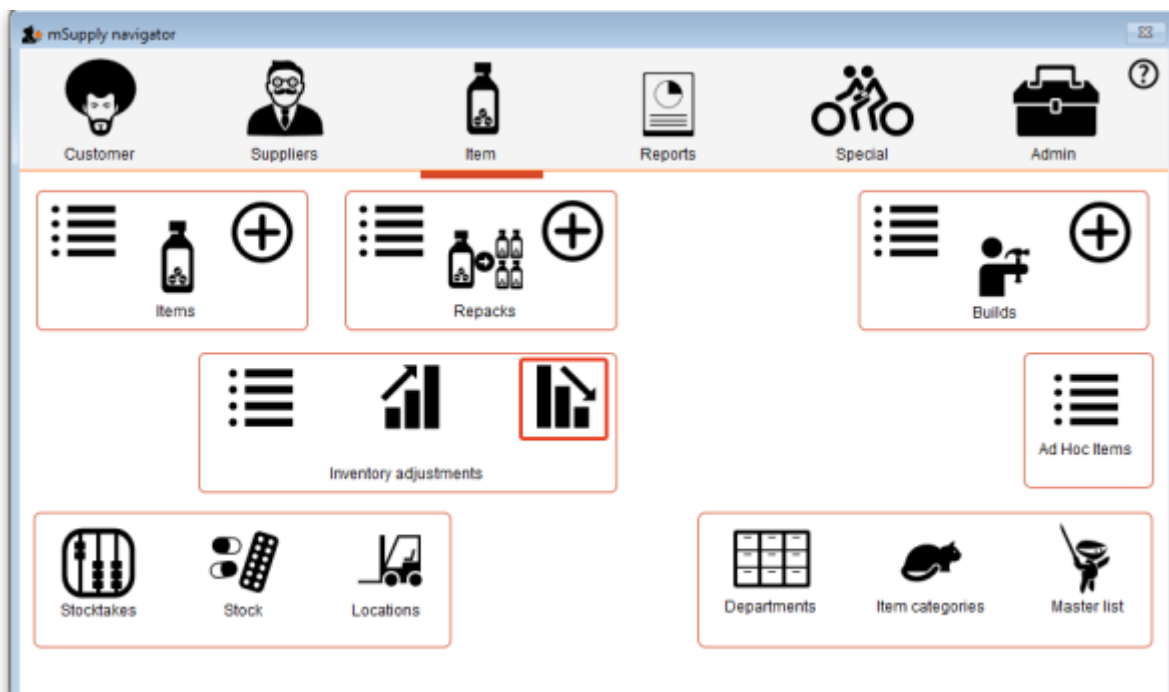 mSupply navigator
?
Customer Suppliers Item Reports Special Admin
Items Repacks Builds
Inventory adjustments
Ad Hoc Items
Stocktakes Stock Locations
Departments Item categories Master list